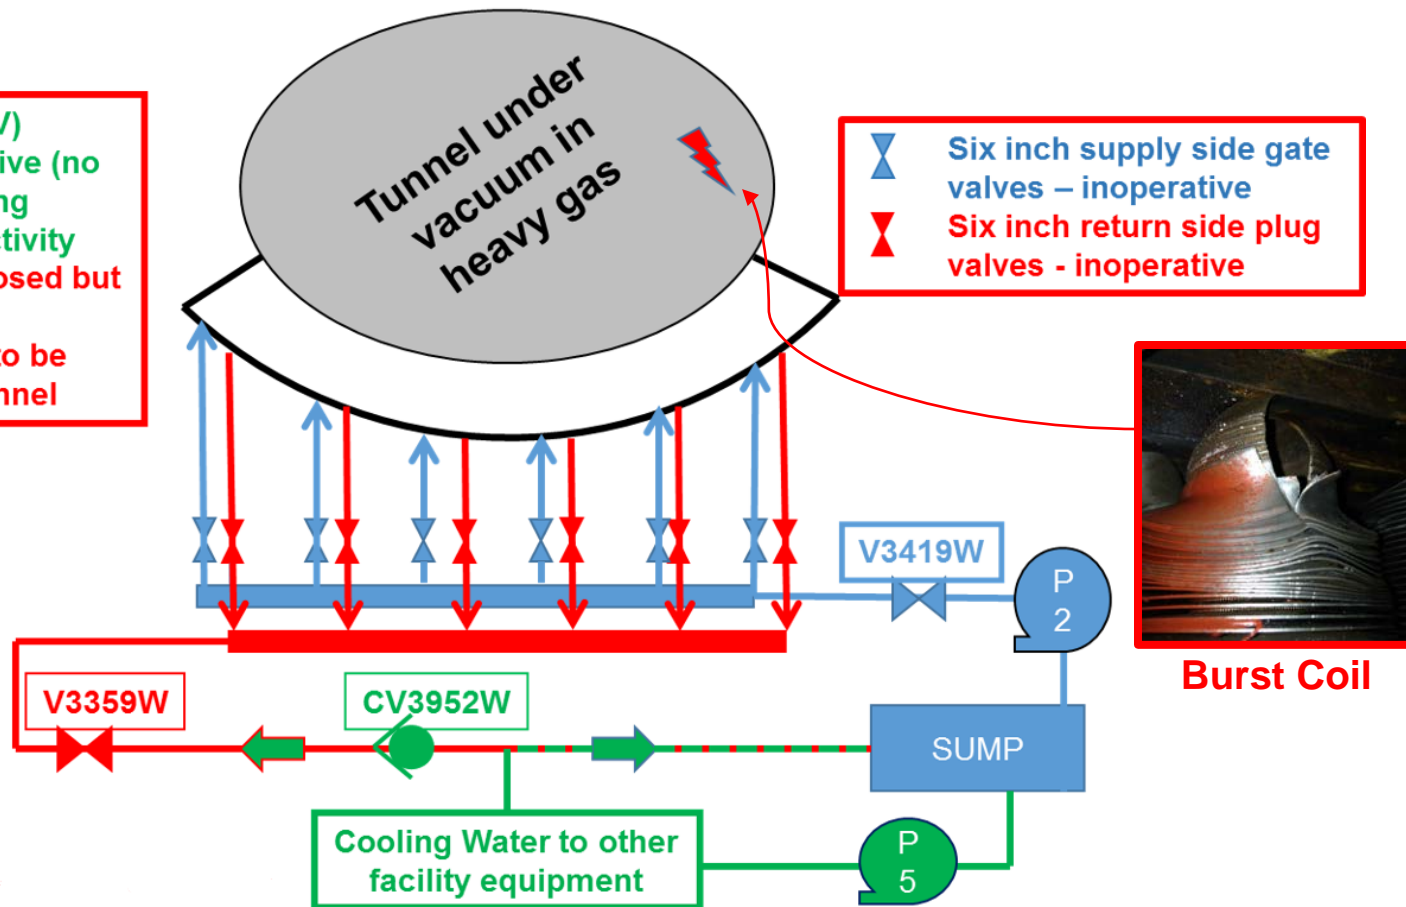 Tunnel under
vacuum in
heavy gas
V)
ive (no
ng
ctivity
osed but
to be
nnel
Six inch supply side gate
valves – inoperative
Six inch return side plug
valves - inoperative
V3419W
P
2
Burst Coil
V3359W
CV3952W
SUMP
Cooling Water to other
facility equipment
P
5